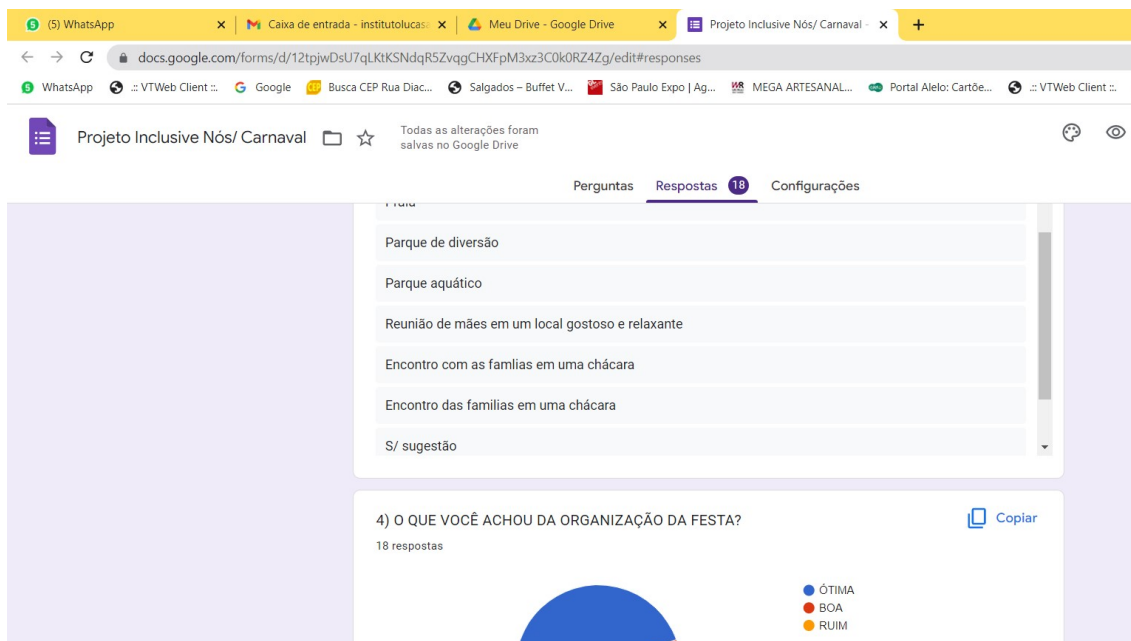 (5) WhatsApp
Caixa de entrada - institutolucas
Meu Drive - Google Drive
Projeto Inclusive Nós/ Carnaval -
docs.google.com/forms/d/12tpjwDsU7qLKtKSNdqR5ZvqgCHXFpM3xz3C0k0RZ4Zg/edit#responses
WhatsApp .:: VTWeb Client ::. Google Busca CEP Rua Diac... Salgados – Buffet V... São Paulo Expo | Ag... MEGA ARTESANAL... Portal Alelo: Cartõe... .:: VTWeb Client ::.
Projeto Inclusive Nós/ Carnaval
Todas as alterações foram
salvas no Google Drive
Perguntas Respostas 18 Configurações
Parque de diversão
Parque aquático
Reunião de mães em um local gostoso e relaxante
Encontro com as famlias em uma chácara
Encontro das familias em uma chácara
S/ sugestão
4) O QUE VOCÊ ACHOU DA ORGANIZAÇÃO DA FESTA?
Copiar
18 respostas
ÓTIMA
BOA
RUIM